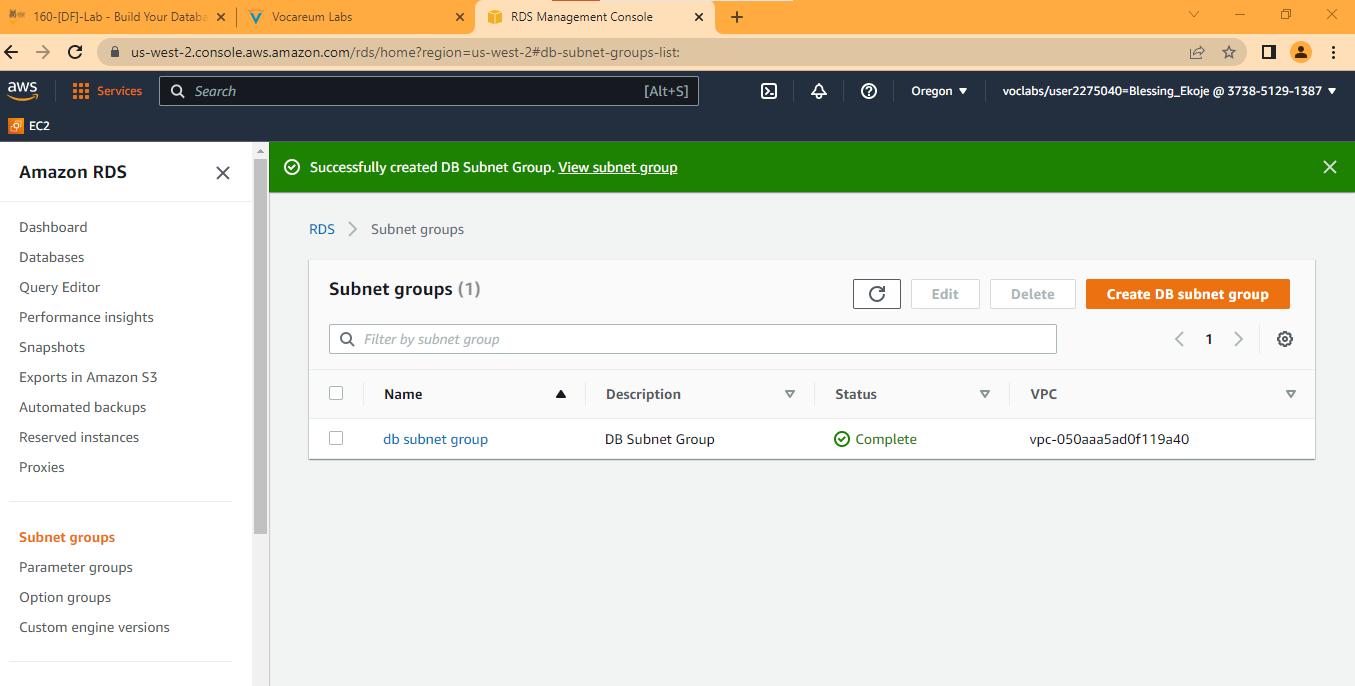 160-[DF]-Lab - Build Your Databa
Vocareum Labs
RDS Management Console
us-west-2.console.aws.amazon.com/rds/home?region=us-west-2#db-subnet-groups-list:
aws
Services
Search
[Alt+S]
Oregon
voclabs/user2275040=Blessing_Ekoje @ 3738-5129-1387
EC2
Amazon RDS
Dashboard
Databases
Query Editor
Performance insights
Snapshots
Exports in Amazon S3
Automated backups
Reserved instances
Proxies
Subnet groups
Parameter groups
Option groups
Custom engine versions
Successfully created DB Subnet Group. View subnet group
RDS > Subnet groups
Subnet groups (1)
Edit
Delete
Create DB subnet group
Filter by subnet group
1
Name Description Status VPC
db subnet group DB Subnet Group Complete vpc-050aaa5ad0f119a40